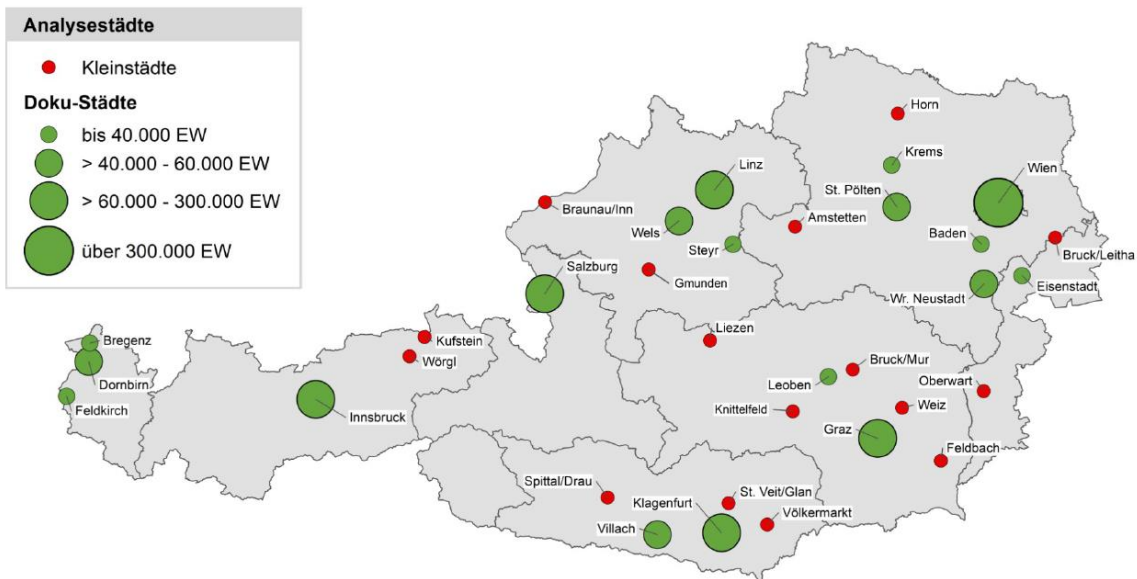 Analysestädte
Kleinstädte
Doku-Städte
bis 40.000 EW
> 40.000 - 60.000 EW
> 60.000 - 300.000 EW
über 300.000 EW
Horn
Krems
Linz
Wien
St. Pölten
Braunau/Inn
Amstetten
Wels
Baden
Steyr
Bruck/Leitha
Salzburg
Gmunden
Eisenstadt
Wr. Neustadt
Liezen
Kufstein
Bregenz
Wörgl
Bruck/Mur
Dornbirn
Leoben
Oberwart
Feldkirch
Innsbruck
Knittelfeld
Weiz
Graz
Feldbach
Spittal/Drau
St. Veit/Glan
Klagenfurt
Völkermarkt
Villach